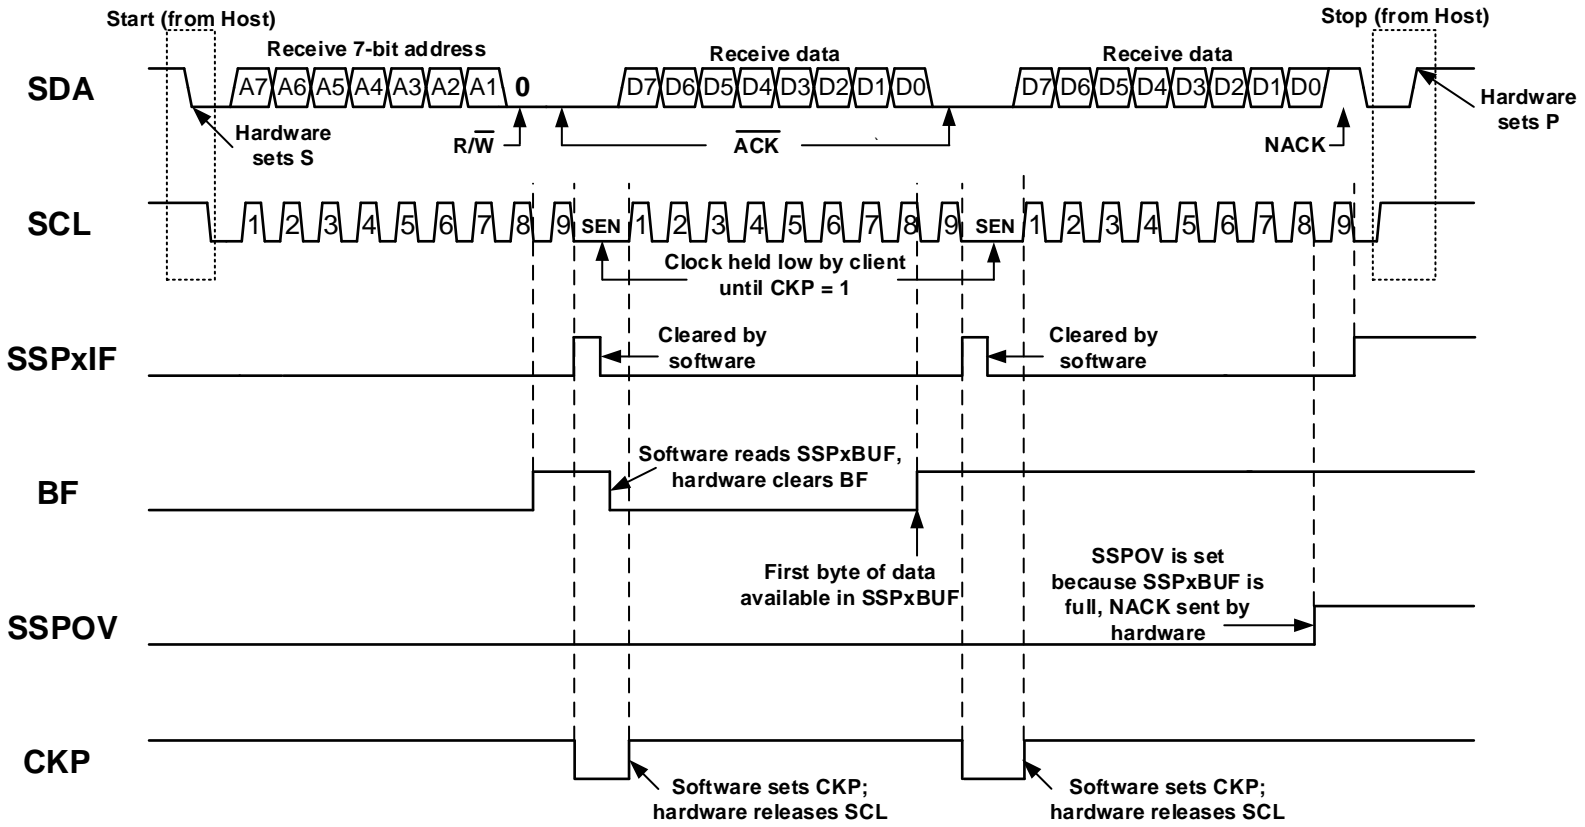 Start (from Host)
Stop (from Host)
Receive 7-bit address
Receive data
Receive data
SDA
A7 A6 A5 A4 A3 A2 A1 0
D7 D6 D5 D4 D3 D2 D1 D0
D7 D6 D5 D4 D3 D2 D1 D0
Hardware
sets S
R/W
ACK
NACK
Hardware
sets P
SCL
1 2 3 4 5 6 7 8 9 SEN 1 2 3 4 5 6 7 8 9 SEN 1 2 3 4 5 6 7 8 9
Clock held low by client
until CKP = 1
SSPxIF
Cleared by
software
Cleared by
software
BF
Software reads SSPxBUF,
hardware clears BF
First byte of data
available in SSPxBUF
SSPOV
SSPOV is set
because SSPxBUF is
full, NACK sent by
hardware
CKP
Software sets CKP;
hardware releases SCL
Software sets CKP;
hardware releases SCL